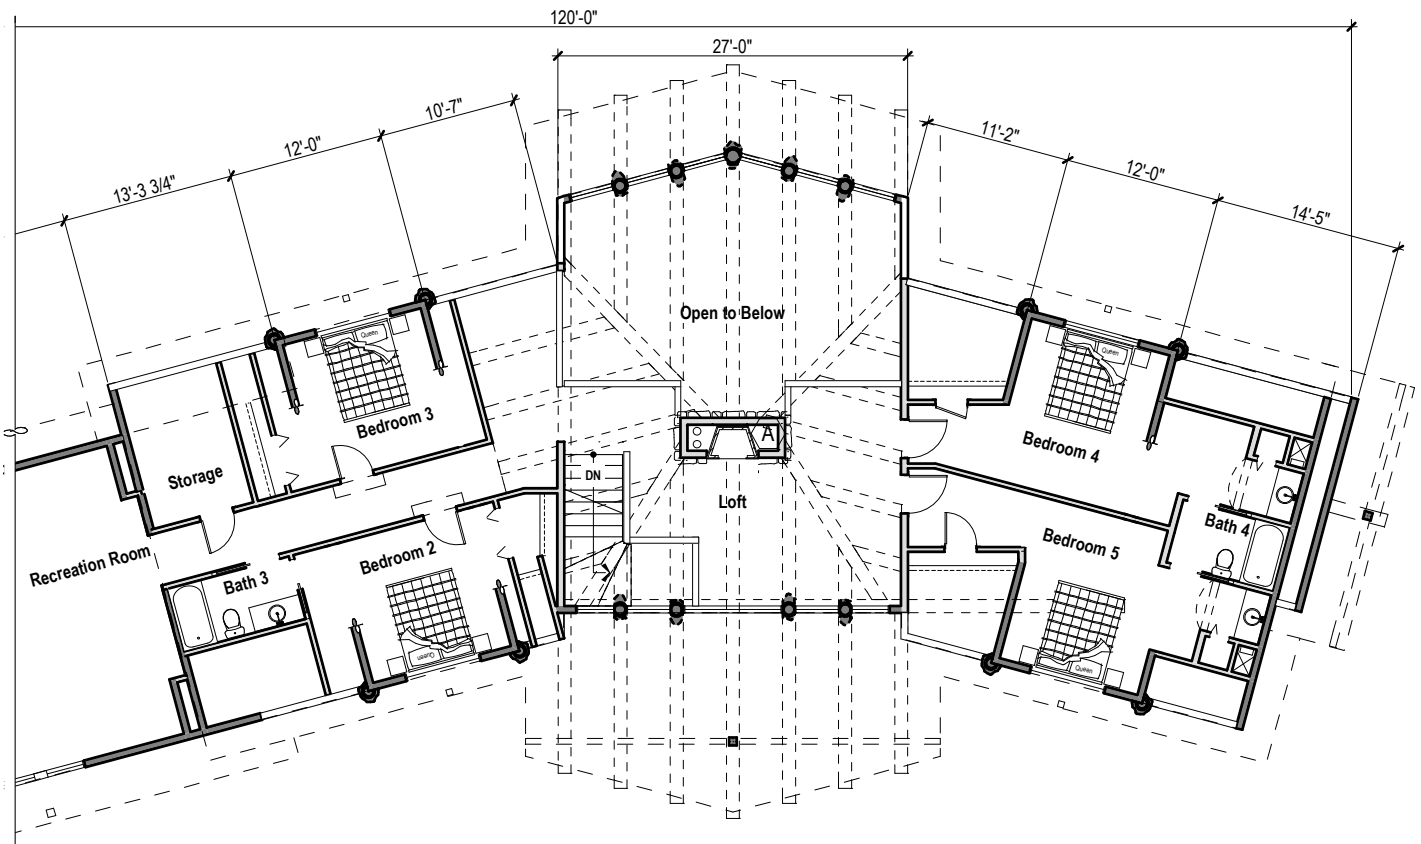 120'-0"
27'-0"
10'-7"
12'-0"
13'-3 3/4"
11'-2"
12'-0"
14'-5"
Queen
Queen
Open to Below
Bedroom 3
A
Bedroom 4
Storage
DN
Loft
Bath 4
Bedroom 5
Recreation Room
Bedroom 2
Bath 3
Queen
Queen